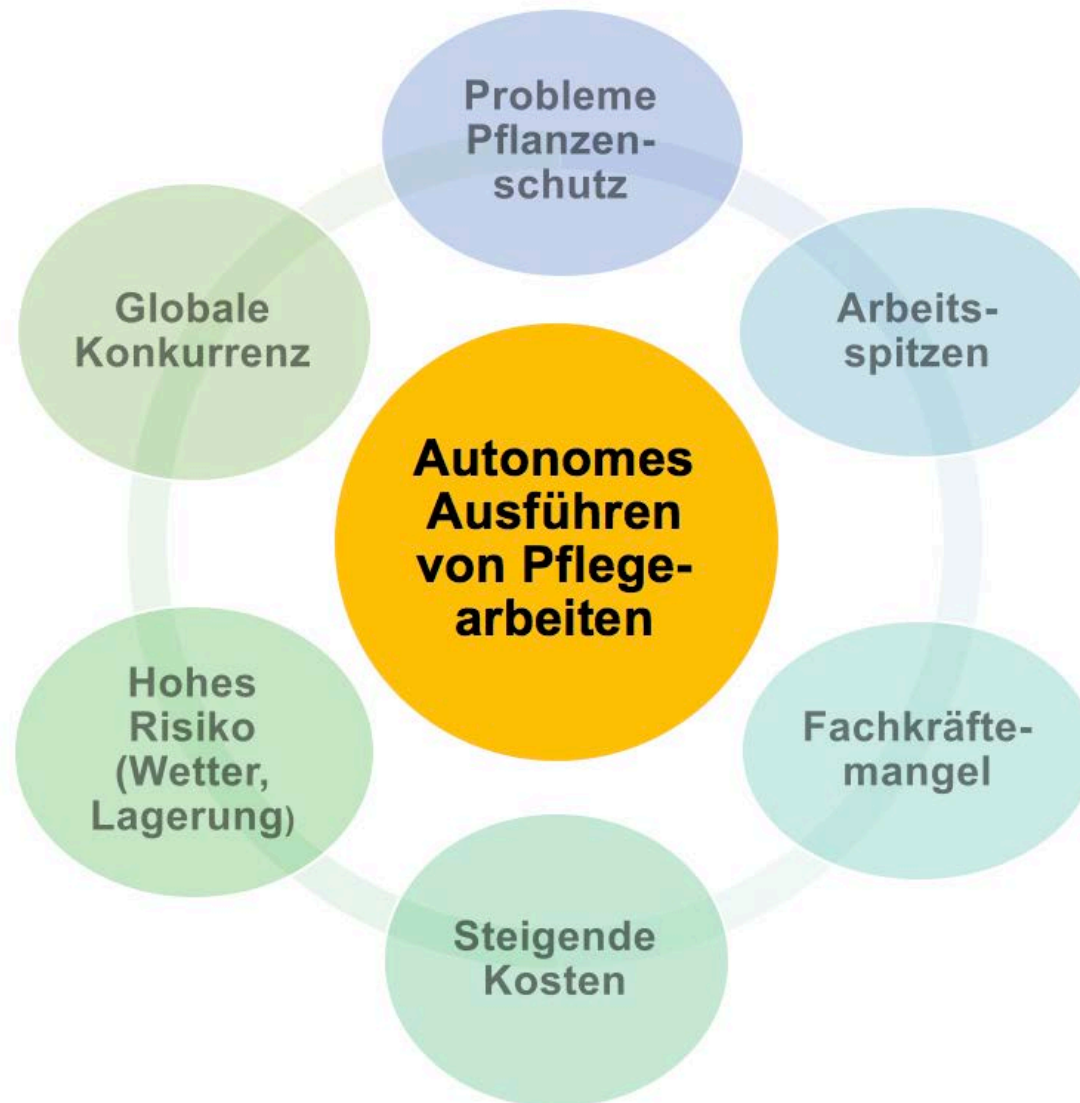 Probleme
Pflanzen-
schutz
Arbeits-
spitzen
Fachkräfte-
mangel
Steigende
Kosten
Hohes
Risiko
(Wetter,
Lagerung)
Globale
Konkurrenz
Autonomes
Ausführen
von Pflege-
arbeiten